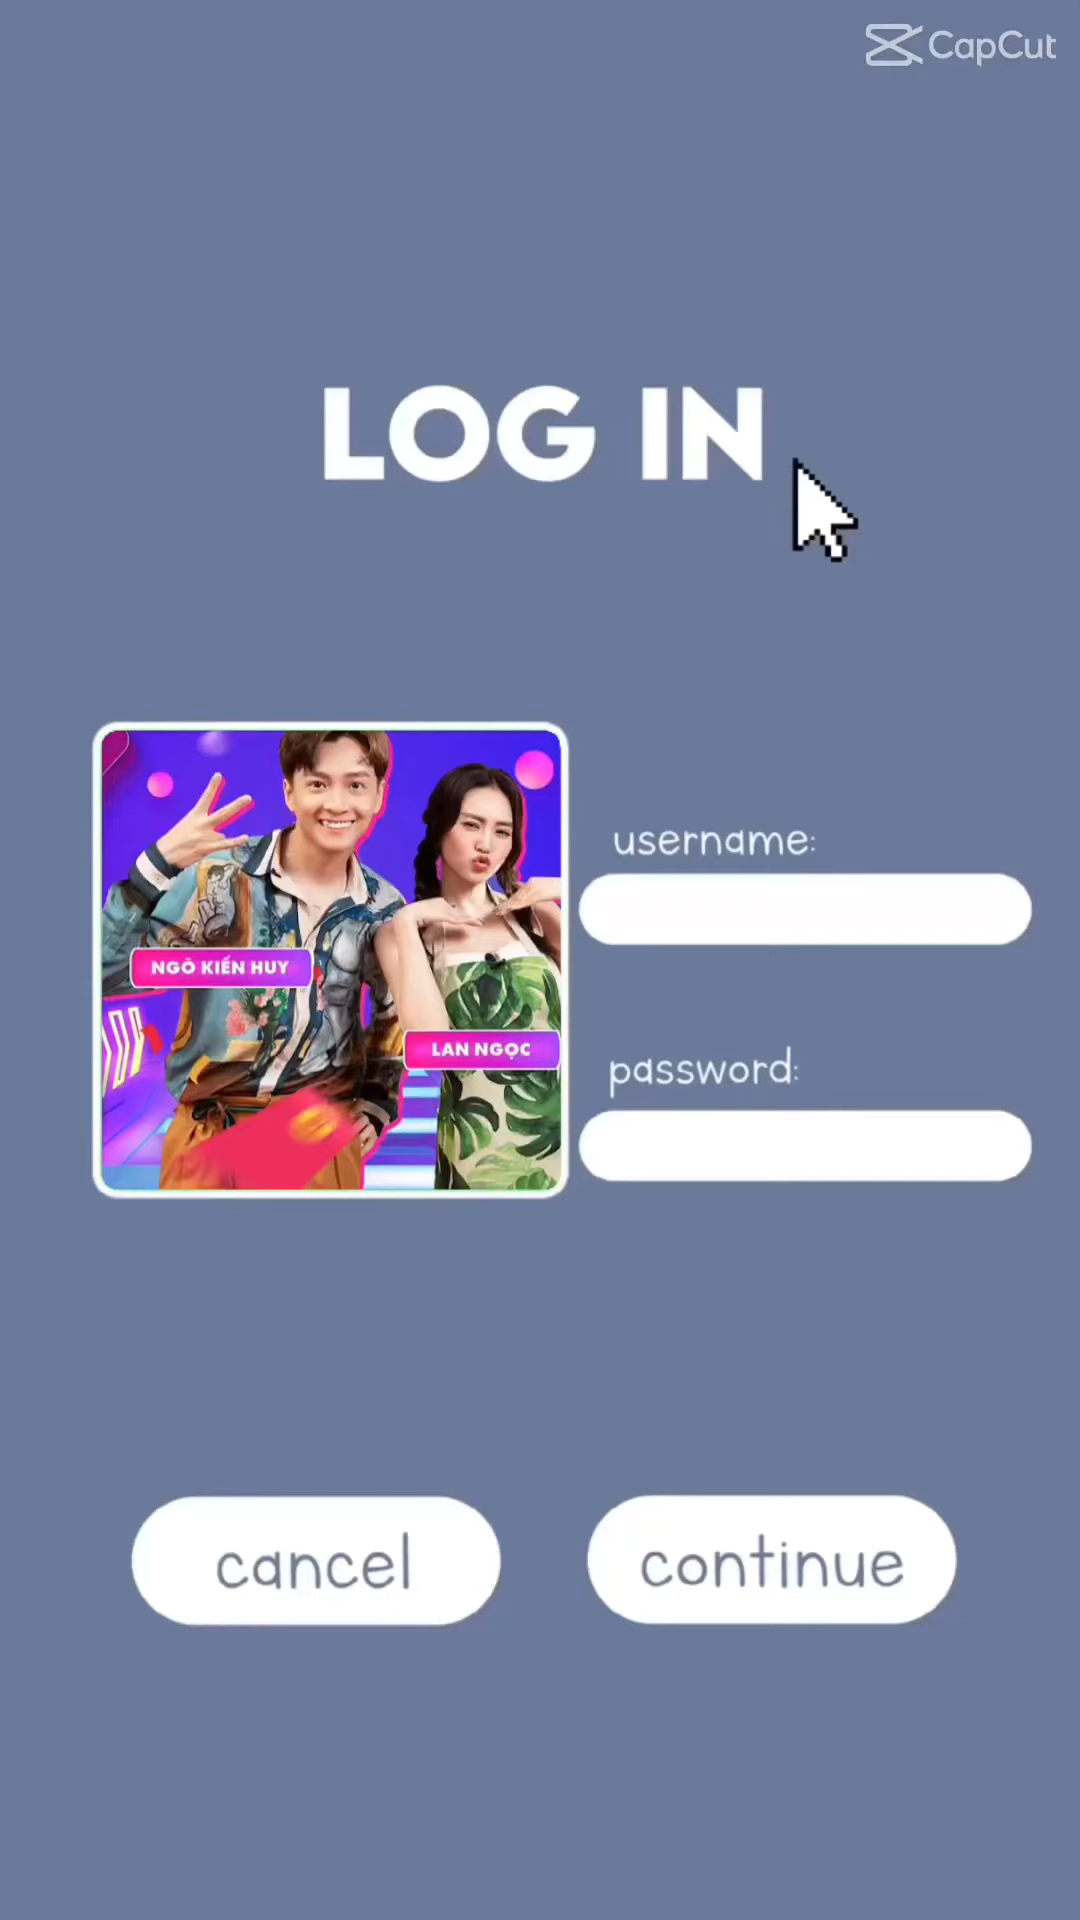 CapCut
LOG IN
username:
NGÔ KIẾN HUY
LAN NGỌC
password:
cancel
continue